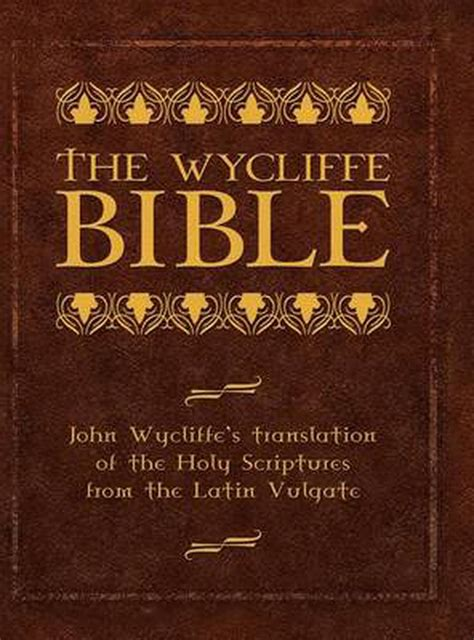 THE WYCLIFFE
BIBLE
John Wycliffe's translation
of the Holy Scriptures
from the Latin Vulgate